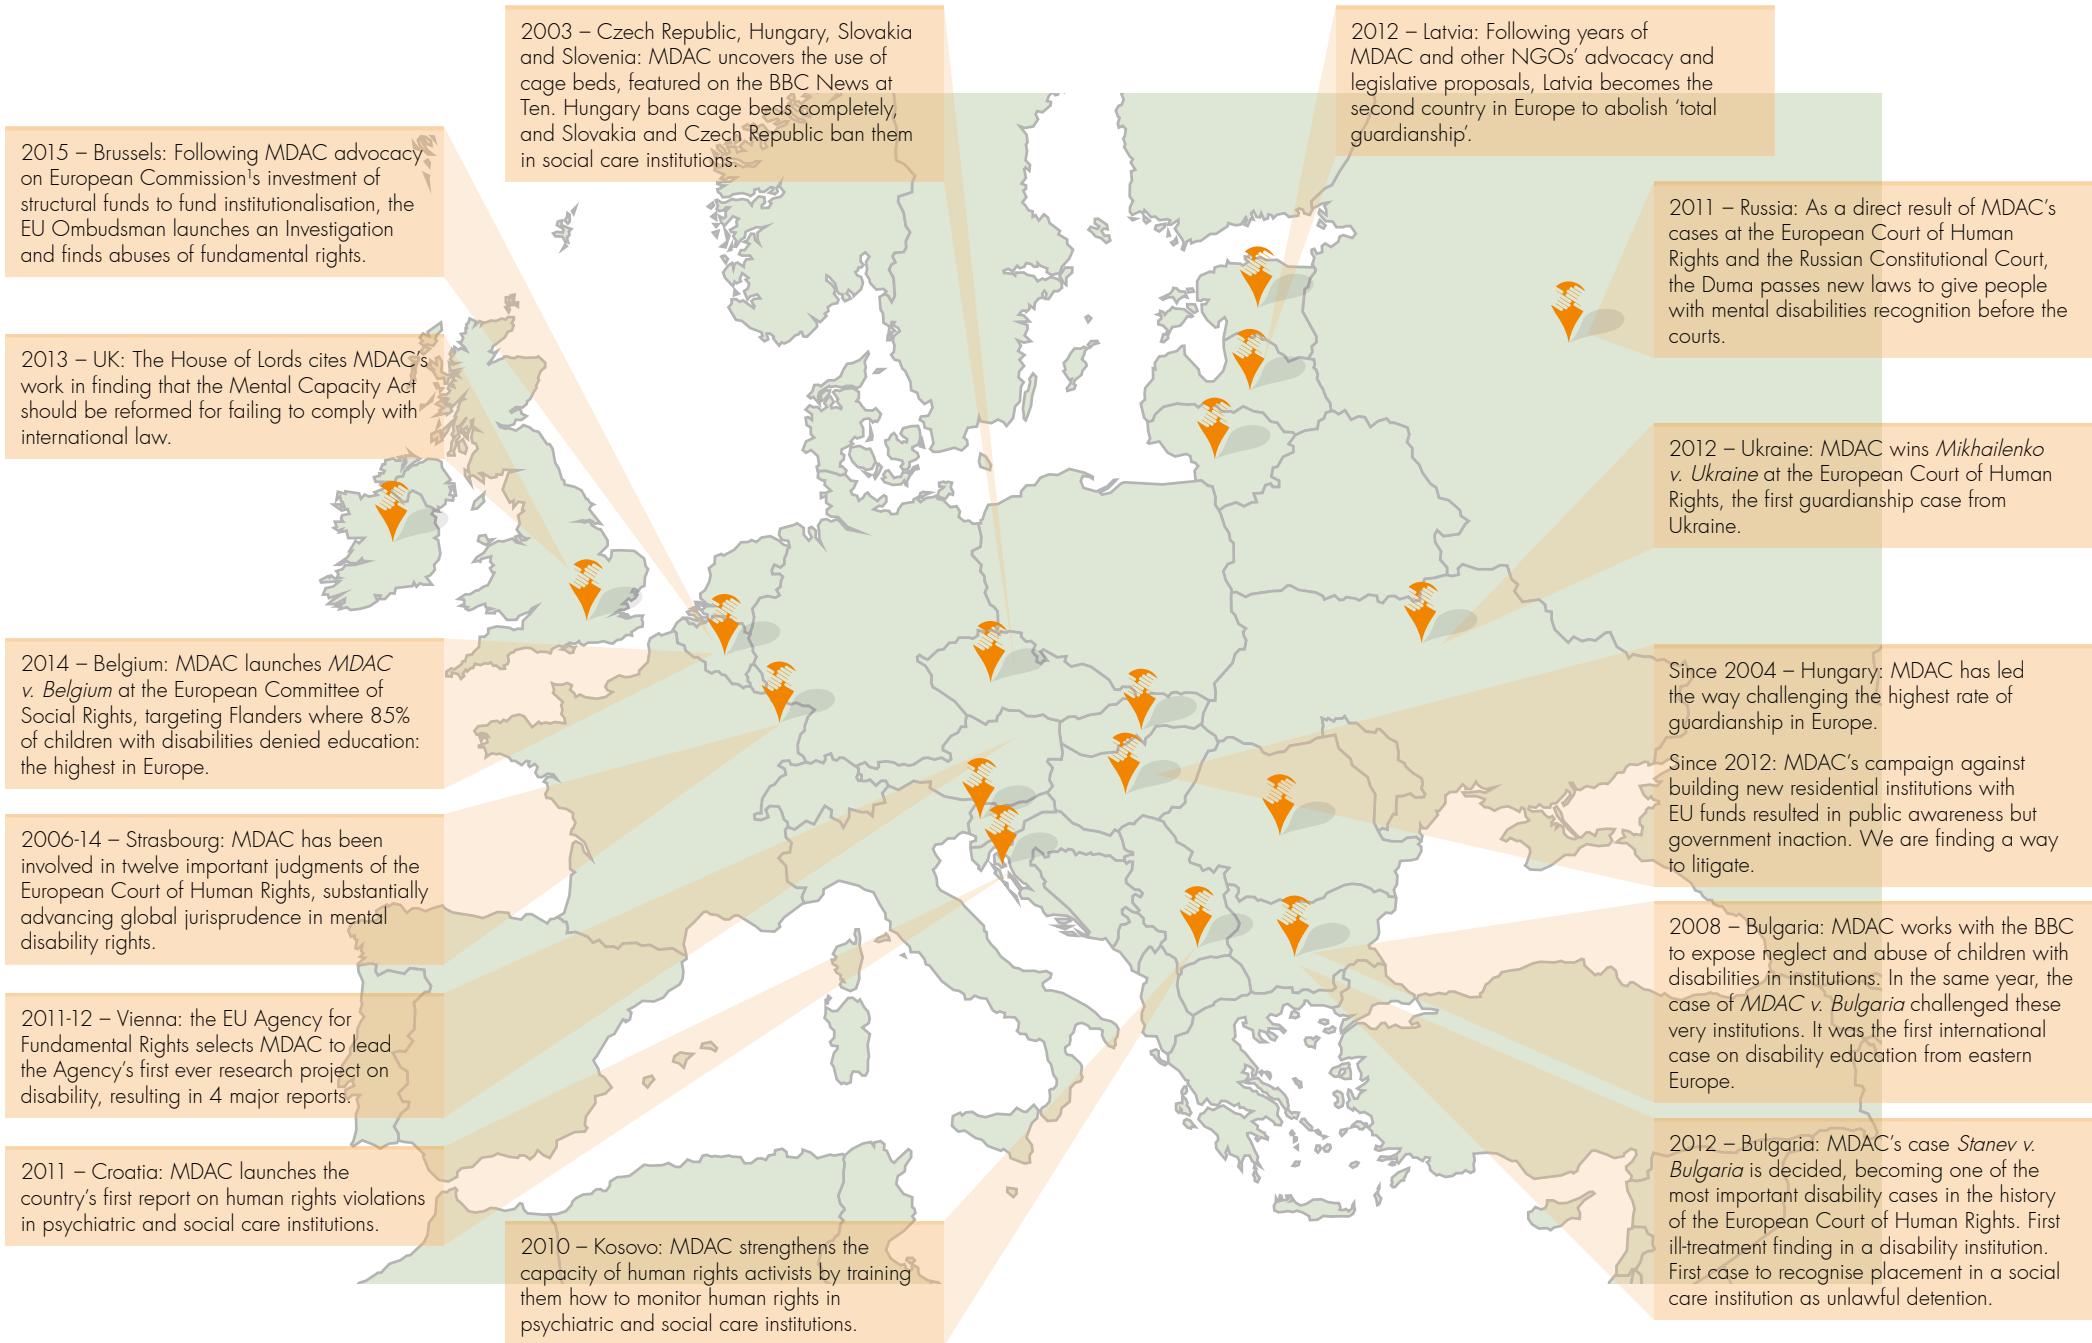 2003 – Czech Republic, Hungary, Slovakia
and Slovenia: MDAC uncovers the use of
cage beds, featured on the BBC News at
Ten. Hungary bans cage beds completely,
and Slovakia and Czech Republic ban them
in social care institutions.
2012 – Latvia: Following years of
MDAC and other NGOs’ advocacy and
legislative proposals, Latvia becomes the
second country in Europe to abolish ‘total
guardianship’.
2015 – Brussels: Following MDAC advocacy
on European Commission¹s investment of
structural funds to fund institutionalisation, the
EU Ombudsman launches an Investigation
and finds abuses of fundamental rights.
2011 – Russia: As a direct result of MDAC’s
cases at the European Court of Human
Rights and the Russian Constitutional Court,
the Duma passes new laws to give people
with mental disabilities recognition before the
courts.
2013 – UK: The House of Lords cites MDAC’s
work in finding that the Mental Capacity Act
should be reformed for failing to comply with
international law.
2012 – Ukraine: MDAC wins Mikhailenko
v. Ukraine at the European Court of Human
Rights, the first guardianship case from
Ukraine.
2014 – Belgium: MDAC launches MDAC
v. Belgium at the European Committee of
Social Rights, targeting Flanders where 85%
of children with disabilities denied education:
the highest in Europe.
Since 2004 – Hungary: MDAC has led
the way challenging the highest rate of
guardianship in Europe.
Since 2012: MDAC’s campaign against
building new residential institutions with
EU funds resulted in public awareness but
government inaction. We are finding a way
to litigate.
2006-14 – Strasbourg: MDAC has been
involved in twelve important judgments of the
European Court of Human Rights, substantially
advancing global jurisprudence in mental
disability rights.
2008 – Bulgaria: MDAC works with the BBC
to expose neglect and abuse of children with
disabilities in institutions. In the same year, the
case of MDAC v. Bulgaria challenged these
very institutions. It was the first international
case on disability education from eastern
Europe.
2011-12 – Vienna: the EU Agency for
Fundamental Rights selects MDAC to lead
the Agency’s first ever research project on
disability, resulting in 4 major reports.
2012 – Bulgaria: MDAC’s case Stanev v.
Bulgaria is decided, becoming one of the
most important disability cases in the history
of the European Court of Human Rights. First
ill-treatment finding in a disability institution.
First case to recognise placement in a social
care institution as unlawful detention.
2011 – Croatia: MDAC launches the
country’s first report on human rights violations
in psychiatric and social care institutions.
2010 – Kosovo: MDAC strengthens the
capacity of human rights activists by training
them how to monitor human rights in
psychiatric and social care institutions.